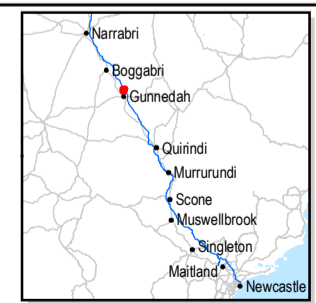 Narrabri
Boggabri
Gunnedah
Quirindi
Murrurundi
Scone
Muswellbrook
Singleton
Maitland
Newcastle